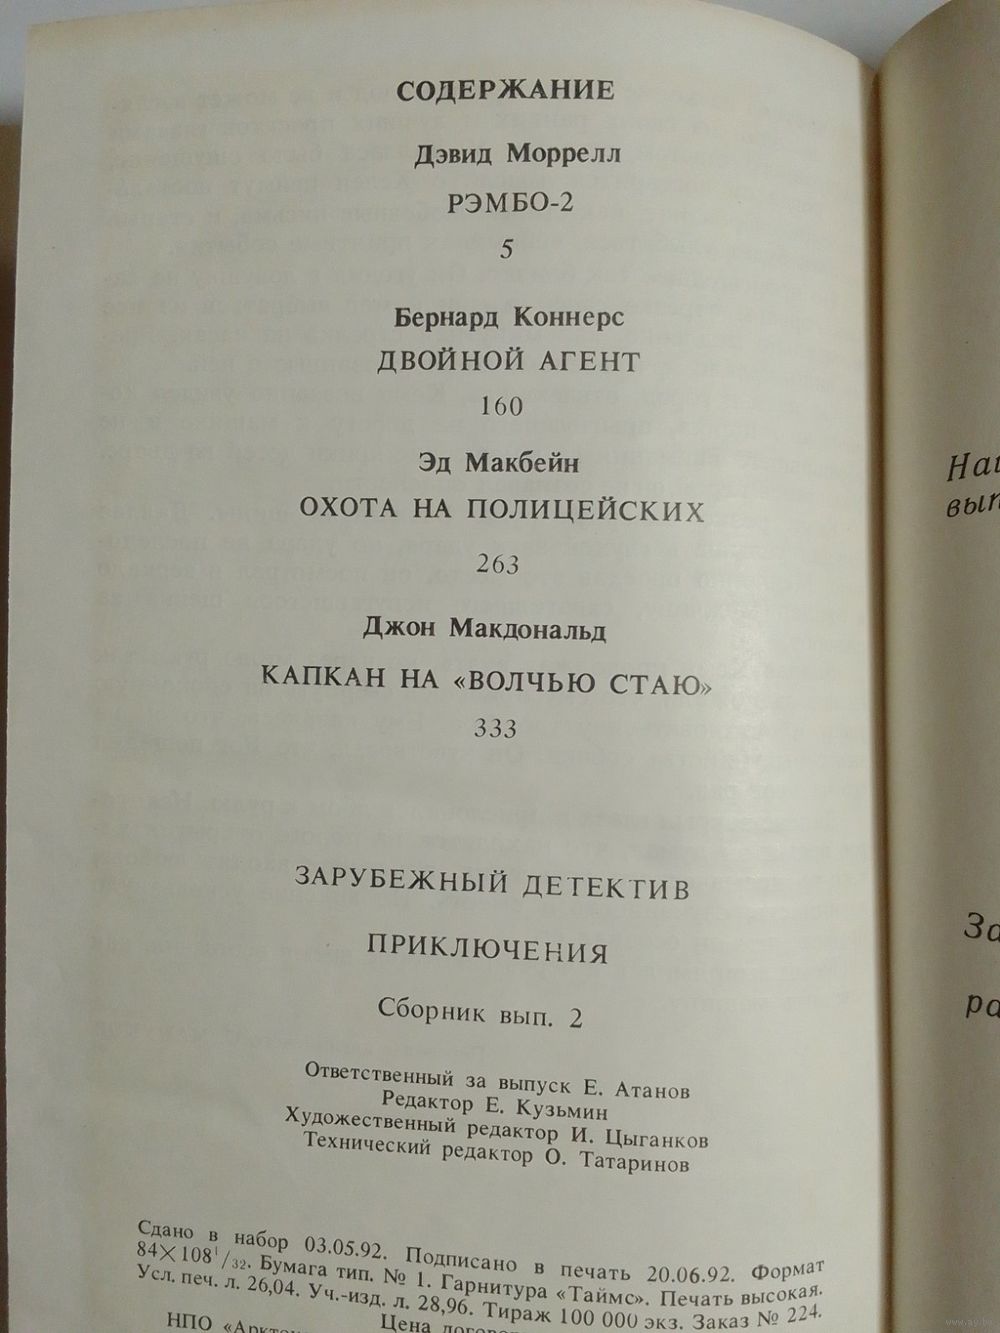 СОДЕРЖАНИЕ
Дэвид Моррелл
РЭМБО-2
5
Бернард Коннерс
ДВОЙНОЙ АГЕНТ
160
Эд Макбейн
ОХОТА НА ПОЛИЦЕЙСКИХ
263
Джон Макдональд
КАПКАН НА «ВОЛЧЬЮ СТАЮ»
333
ЗАРУБЕЖНЫЙ ДЕТЕКТИВ
ПРИКЛЮЧЕНИЯ
Сборник вып. 2
Ответственный за выпуск Е. Атанов
Редактор Е. Кузьмин
Художественный редактор И. Цыганков
Технический редактор О. Татаринов
Сдано в набор 03.05.92. Подписано в печать 20.06.92. Формат
84×108¹/₃₂. Бумага тип. № 1. Гарнитура «Таймс». Печать высокая.
Усл. печ. л. 26,04. Уч.-изд. л. 28,96. Тираж 100 000 экз. Заказ № 224.
Цена
НПО
За